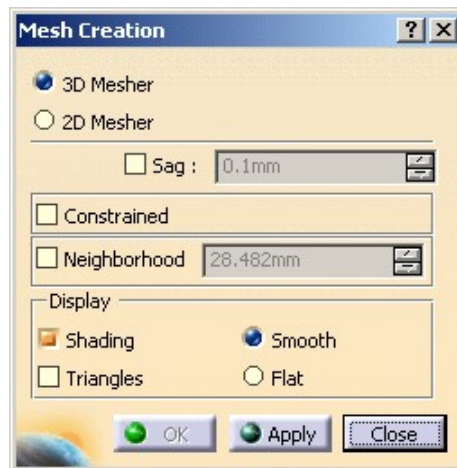 Mesh Creation
3D Mesher
2D Mesher
Sag : 0.1mm
Constrained
Neighborhood 28.482mm
Display
Shading Smooth
Triangles Flat
OK Apply Close